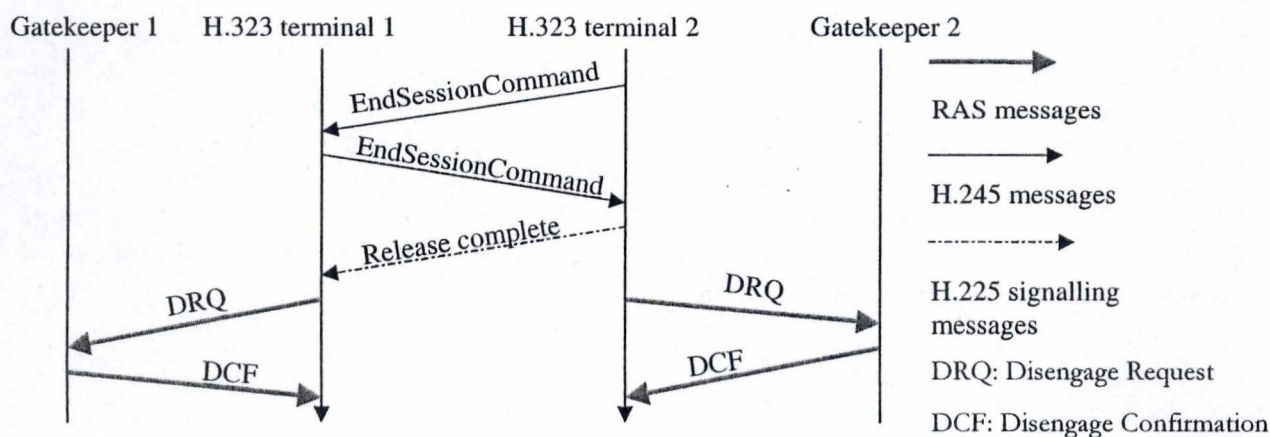 Gatekeeper 1 H.323 terminal 1 H.323 terminal 2 Gatekeeper 2
EndSessionCommand
EndSessionCommand
Release complete
DRQ
DCF
DRQ
DCF
RAS messages
H.245 messages
H.225 signalling
messages
DRQ: Disengage Request
DCF: Disengage Confirmation